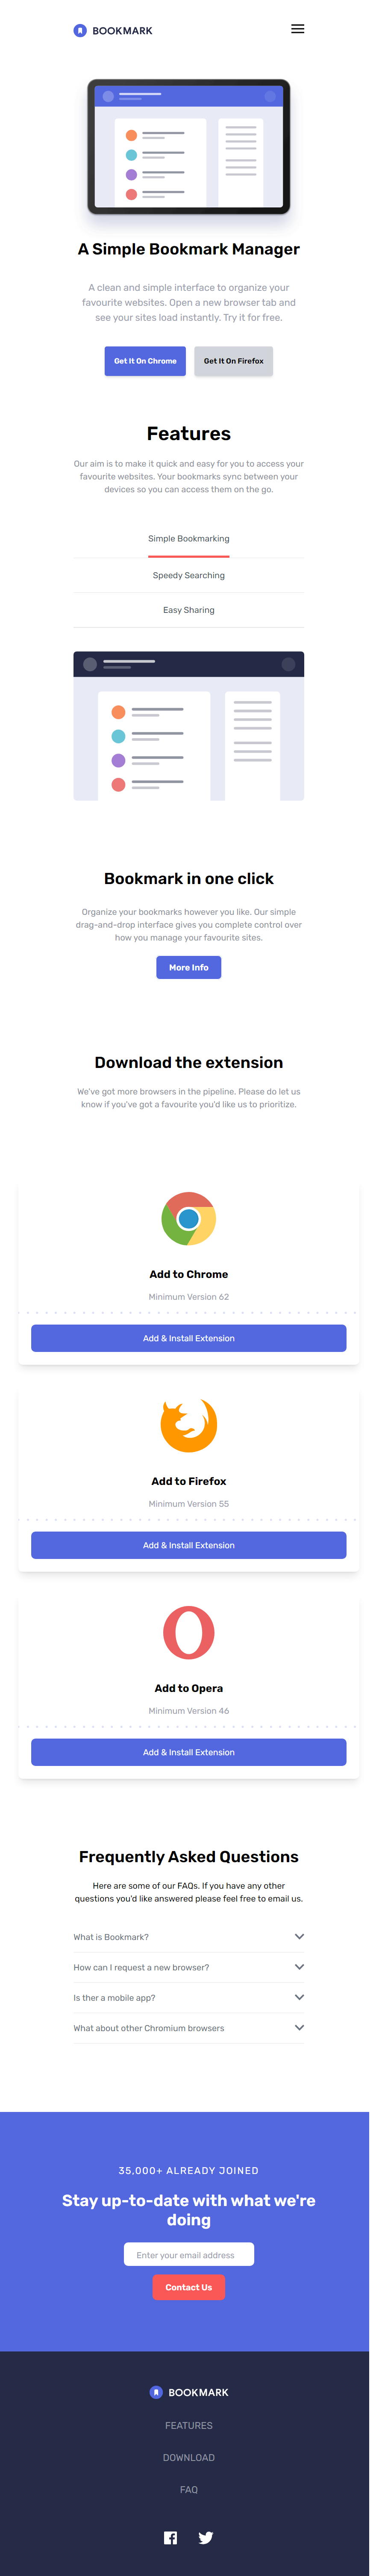 BOOKMARK
A Simple Bookmark Manager
A clean and simple interface to organize your
favourite websites. Open a new browser tab and
see your sites load instantly. Try it for free.
Get It On Chrome
Get It On Firefox
Features
Our aim is to make it quick and easy for you to access your
favourite websites. Your bookmarks sync between your
devices so you can access them on the go.
Simple Bookmarking
Speedy Searching
Easy Sharing
Bookmark in one click
Organize your bookmarks however you like. Our simple
drag-and-drop interface gives you complete control over
how you manage your favourite sites.
More Info
Download the extension
We've got more browsers in the pipeline. Please do let us
know if you've got a favourite you'd like us to prioritize.
Add to Chrome
Minimum Version 62
Add & Install Extension
Add to Firefox
Minimum Version 55
Add & Install Extension
Add to Opera
Minimum Version 46
Add & Install Extension
Frequently Asked Questions
Here are some of our FAQs. If you have any other
questions you'd like answered please feel free to email us.
What is Bookmark?
How can I request a new browser?
Is ther a mobile app?
What about other Chromium browsers
35,000+ ALREADY JOINED
Stay up-to-date with what we're
doing
Enter your email address
Contact Us
BOOKMARK
FEATURES
DOWNLOAD
FAQ